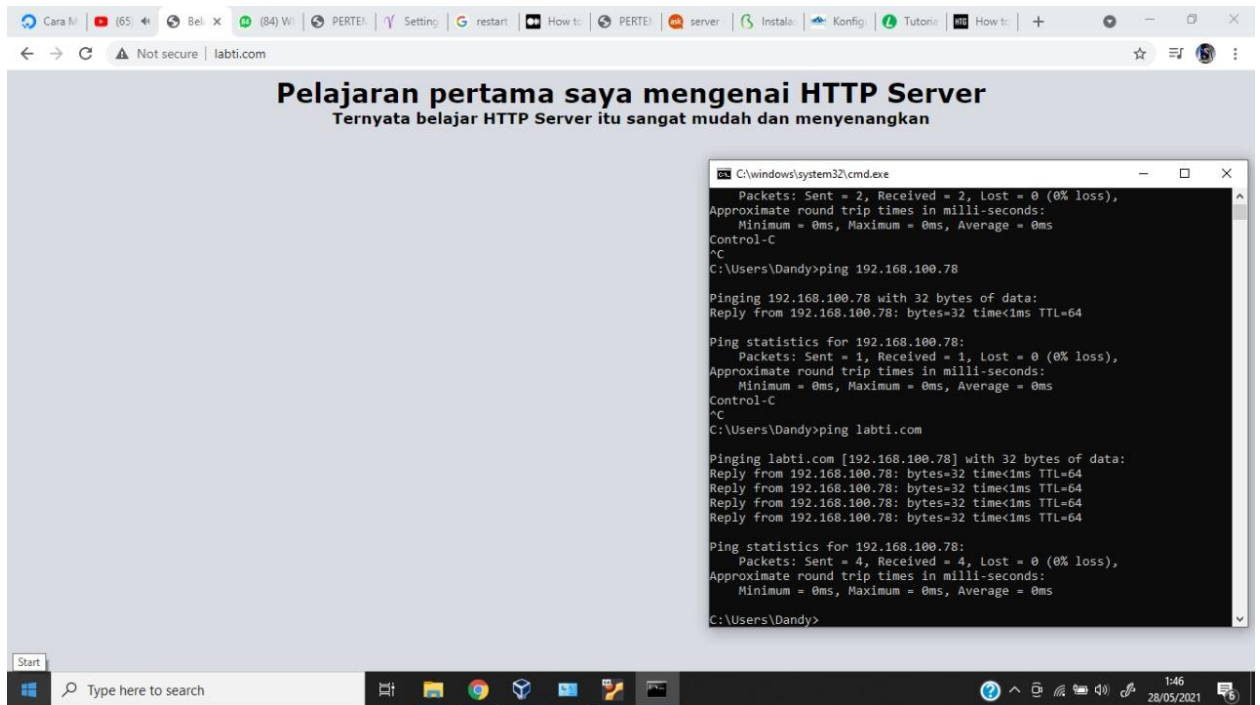 Cara M
(65)
Bel
(84) W
PERTEM
Setting
restart
How to
PERTEM
server
Instala
Konfig
Tutoria
How to
Not secure | labti.com
Pelajaran pertama saya mengenai HTTP Server
Ternyata belajar HTTP Server itu sangat mudah dan menyenangkan
C:\windows\system32\cmd.exe
Packets: Sent = 2, Received = 2, Lost = 0 (0% loss),
Approximate round trip times in milli-seconds:
Minimum = 0ms, Maximum = 0ms, Average = 0ms
Control-C
^C
C:\Users\Dandy>ping 192.168.100.78
Pinging 192.168.100.78 with 32 bytes of data:
Reply from 192.168.100.78: bytes=32 time<1ms TTL=64
Ping statistics for 192.168.100.78:
Packets: Sent = 1, Received = 1, Lost = 0 (0% loss),
Approximate round trip times in milli-seconds:
Minimum = 0ms, Maximum = 0ms, Average = 0ms
Control-C
^C
C:\Users\Dandy>ping labti.com
Pinging labti.com [192.168.100.78] with 32 bytes of data:
Reply from 192.168.100.78: bytes=32 time<1ms TTL=64
Reply from 192.168.100.78: bytes=32 time<1ms TTL=64
Reply from 192.168.100.78: bytes=32 time<1ms TTL=64
Reply from 192.168.100.78: bytes=32 time<1ms TTL=64
Ping statistics for 192.168.100.78:
Packets: Sent = 4, Received = 4, Lost = 0 (0% loss),
Approximate round trip times in milli-seconds:
Minimum = 0ms, Maximum = 0ms, Average = 0ms
C:\Users\Dandy>
Start
Type here to search
1:46
28/05/2021